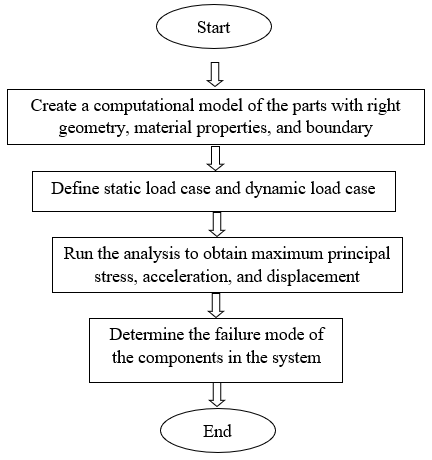 Start
Create a computational model of the parts with right
geometry, material properties, and boundary
Define static load case and dynamic load case
Run the analysis to obtain maximum principal
stress, acceleration, and displacement
Determine the failure mode of
the components in the system
End